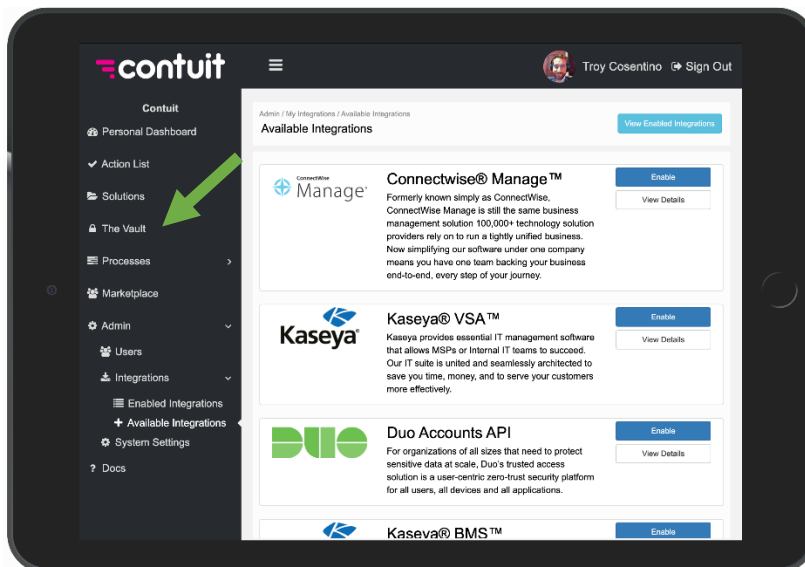 contuit
Troy Cosentino Sign Out
Contuit
Personal Dashboard
Action List
Solutions
The Vault
Processes
Marketplace
Admin
Users
Integrations
Enabled Integrations
Available Integrations
System Settings
? Docs
Admin / My Integrations / Available Integrations
Available Integrations
View Enabled Integrations
ConnectWise
Manage
Connectwise® Manage™
Formerly known simply as ConnectWise,
ConnectWise Manage is still the same business
management solution 100,000+ technology solution
providers rely on to run a tightly unified business.
Now simplifying our software under one company
means you have one team backing your business
end-to-end, every step of your journey.
Enable
View Details
Kaseya
Kaseya® VSA™
Kaseya provides essential IT management software
that allows MSPs or Internal IT teams to succeed.
Our IT suite is united and seamlessly architected to
save you time, money, and to serve your customers
more effectively.
Enable
View Details
DUO
Duo Accounts API
For organizations of all sizes that need to protect
sensitive data at scale, Duo's trusted access
solution is a user-centric zero-trust security platform
for all users, all devices and all applications.
Enable
View Details
Kaseya® BMS™
Enable